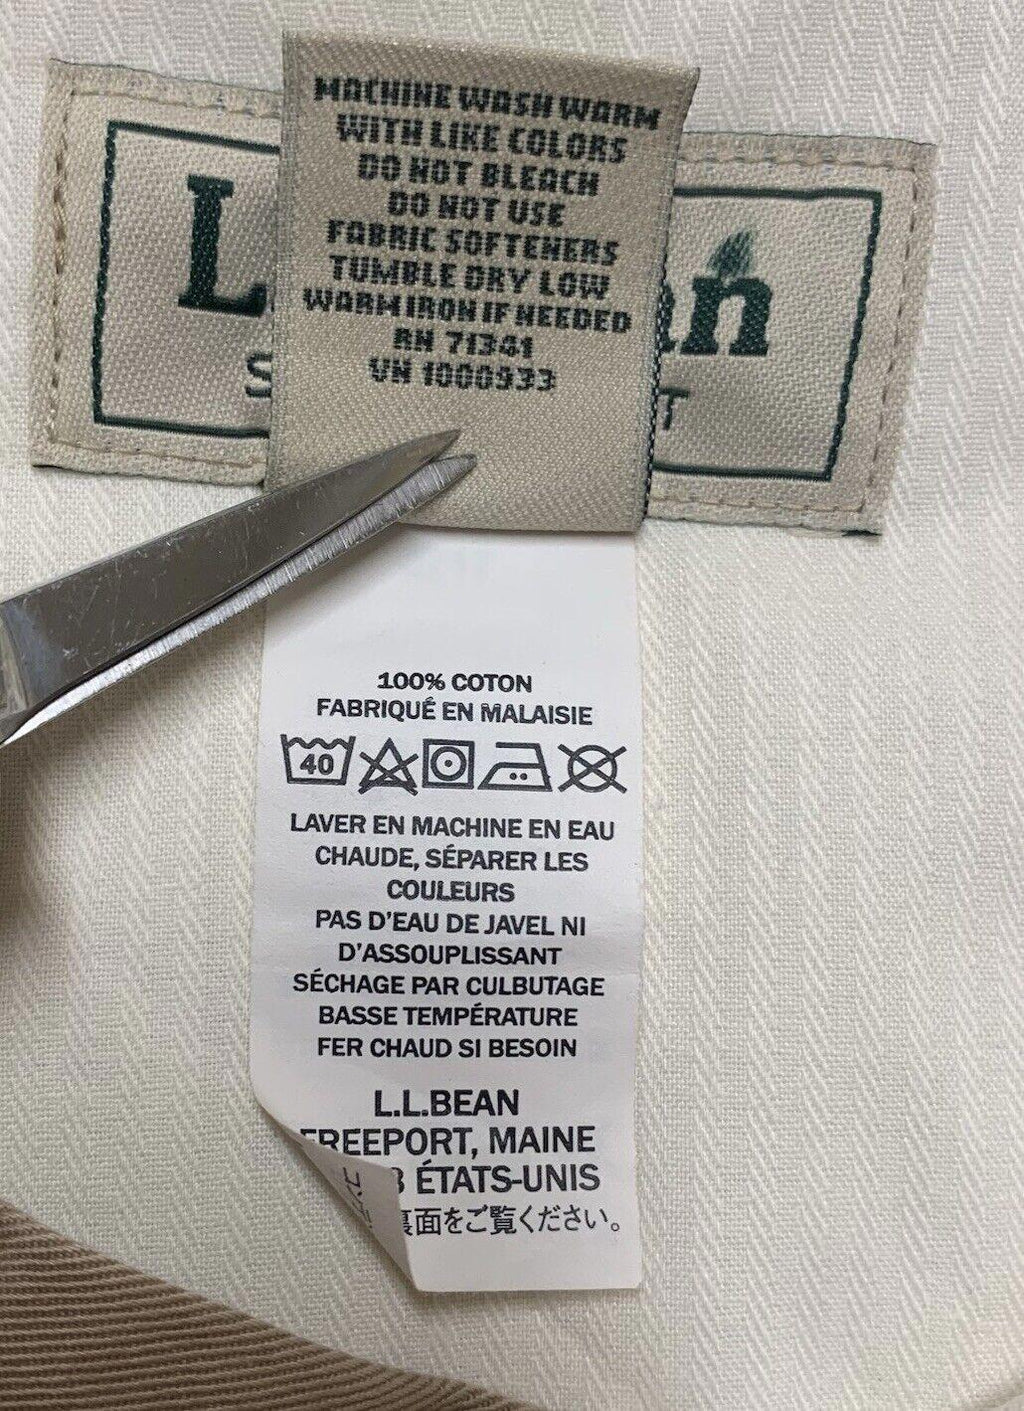 MACHINE WASH WARM
WITH LIKE COLORS
DO NOT BLEACH
DO NOT USE
FABRIC SOFTENERS
TUMBLE DRY LOW
WARM IRON IF NEEDED
RN 71341
VN 1000933
100% COTON
FABRIQUÉ EN MALAISIE
40
LAVER EN MACHINE EN EAU
CHAUDE, SÉPARER LES
COULEURS
PAS D'EAU DE JAVEL NI
D'ASSOUPLISSANT
SÉCHAGE PAR CULBUTAGE
BASSE TEMPÉRATURE
FER CHAUD SI BESOIN
L.L.BEAN
FREEPORT, MAINE
ÉTATS-UNIS
裏面をご覧ください。